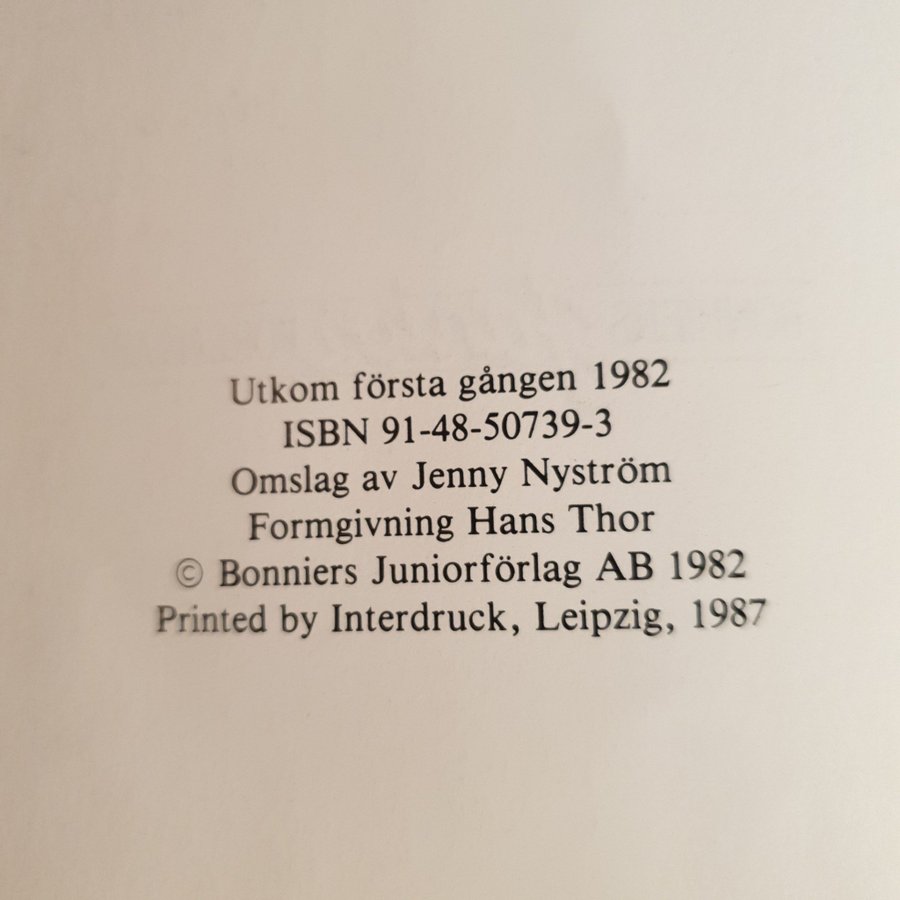 Utkom första gången 1982
ISBN 91-48-50739-3
Omslag av Jenny Nyström
Formgivning Hans Thor
© Bonniers Juniorförlag AB 1982
Printed by Interdruck, Leipzig, 1987